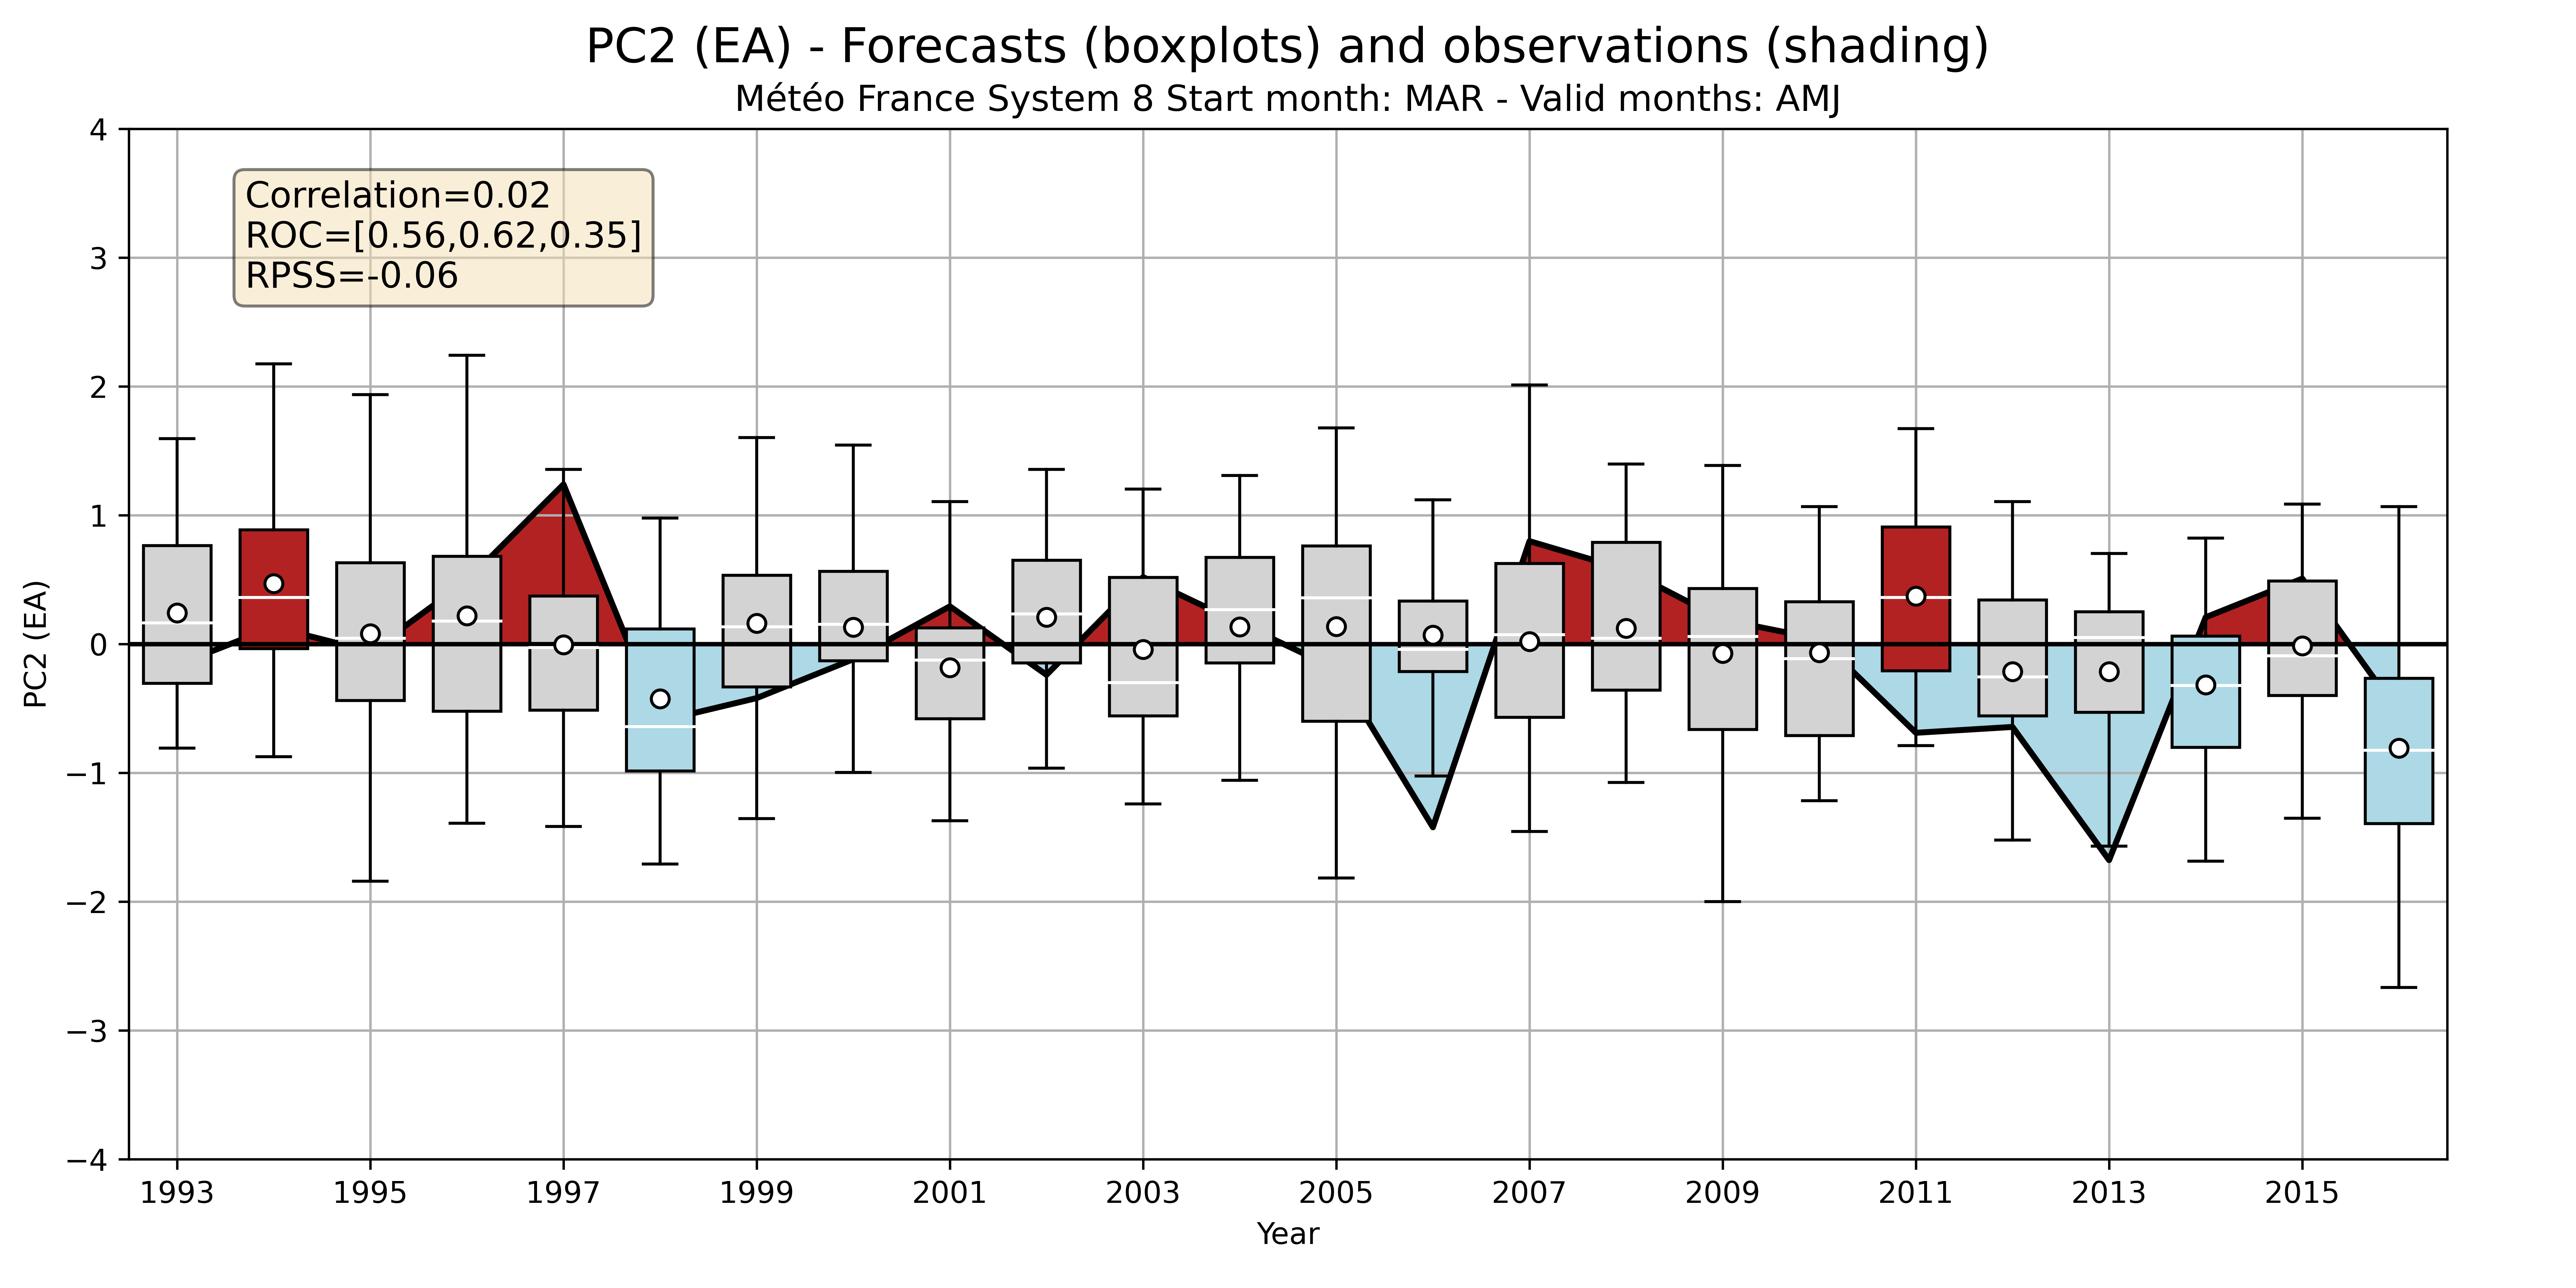 PC2 (EA) - Forecasts (boxplots) and observations (shading)
Météo France System 8 Start month: MAR - Valid months: AMJ
Correlation=0.02
ROC=[0.56,0.62,0.35]
RPSS=-0.06
PC2 (EA)
4
3
2
1
0
−1
−2
−3
−4
1993 1995 1997 1999 2001 2003 2005 2007 2009 2011 2013 2015
Year